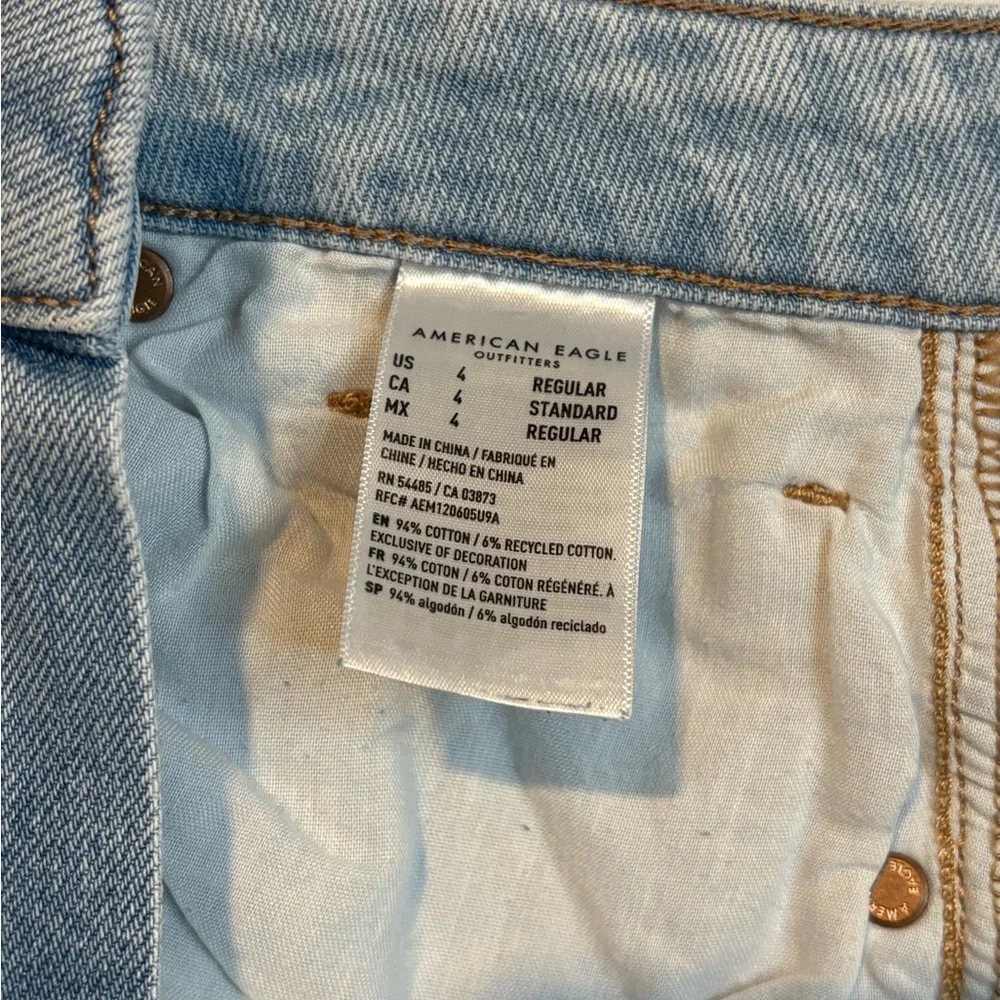 AMERICAN EAGLE
OUTFITTERS
US 4 REGULAR
CA 4 STANDARD
MX 4 REGULAR
MADE IN CHINA / FABRIQUÉ EN
CHINE / HECHO EN CHINA
RN 54485 / CA 03873
RFC# AEM120605U9A
EN 94% COTTON / 6% RECYCLED COTTON.
EXCLUSIVE OF DECORATION
FR 94% COTON / 6% COTON RÉGÉNÉRÉ. À
L'EXCEPTION DE LA GARNITURE
SP 94% algodón / 6% algodon reciclado